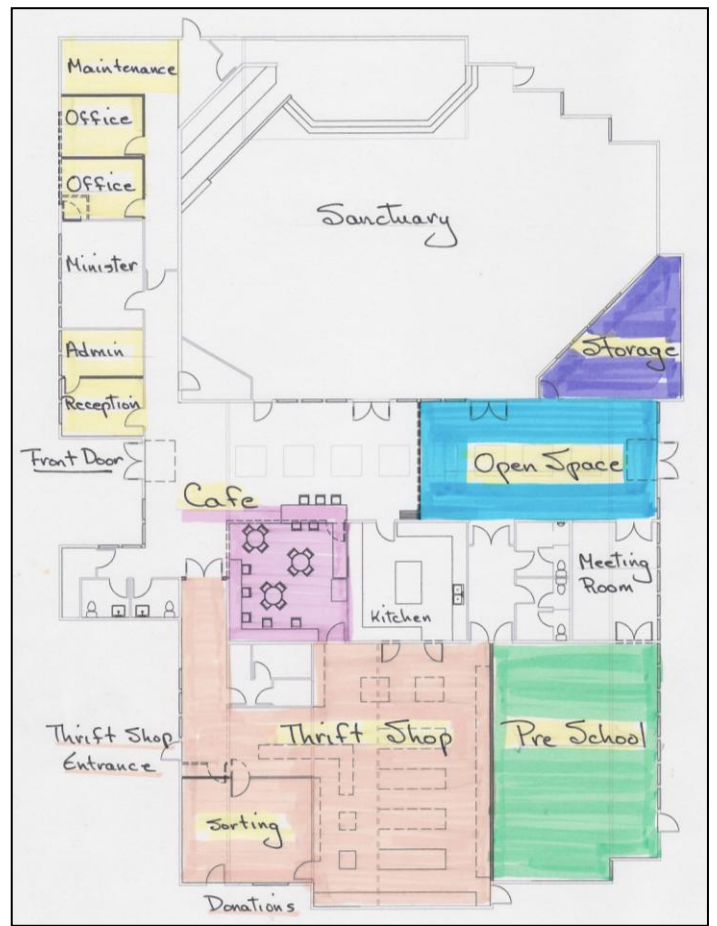 Maintenance
Office
Office
Sanctuary
Minister
Storage
Admin
Reception
Front Door
Open Space
Cafe
Meeting
Room
Kitchen
Thrift Shop
Entrance
Thrift Shop
Pre School
Sorting
Donations